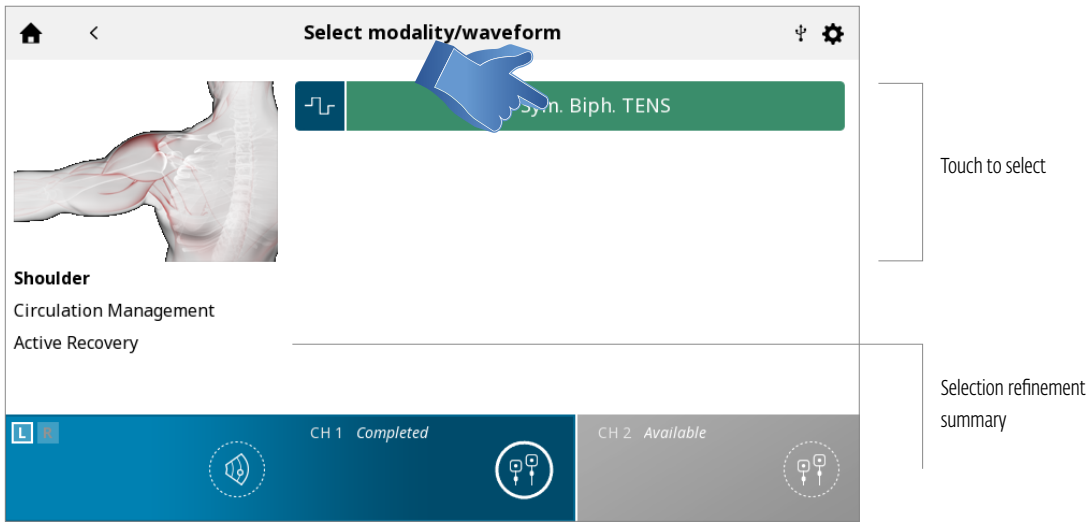 Select modality/waveform
Sym. Biph. TENS
Touch to select
Shoulder
Circulation Management
Active Recovery
Selection refinement
summary
L R
CH 1 Completed
CH 2 Available